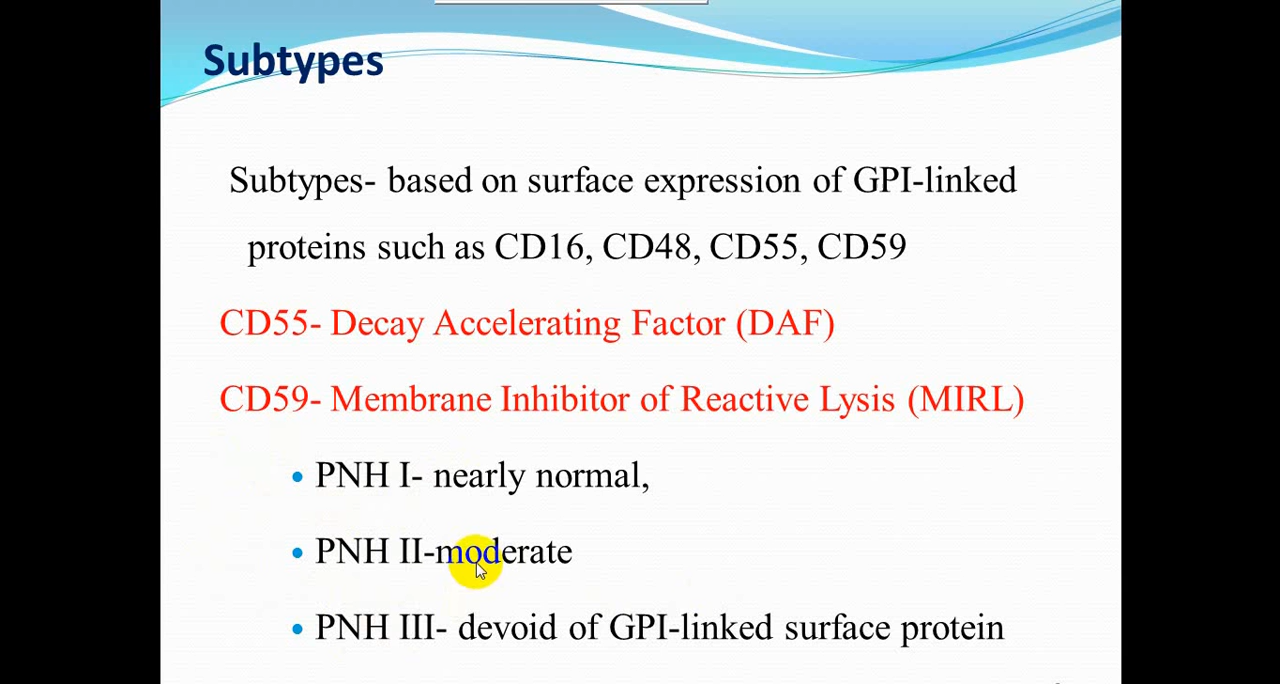 Subtypes
Subtypes- based on surface expression of GPI-linked
proteins such as CD16, CD48, CD55, CD59
CD55- Decay Accelerating Factor (DAF)
CD59- Membrane Inhibitor of Reactive Lysis (MIRL)
• PNH I- nearly normal,
• PNH II-moderate
• PNH III- devoid of GPI-linked surface protein